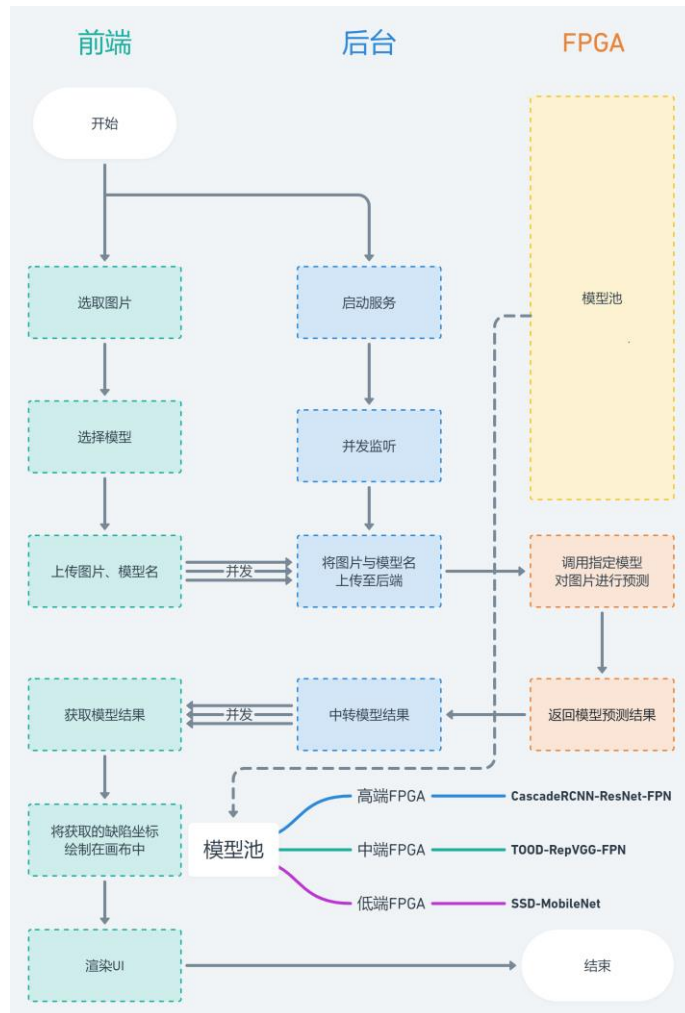 前端
后台
FPGA
开始
选取图片
启动服务
模型池
选择模型
并发监听
上传图片、模型名
并发
将图片与模型名
上传至后端
调用指定模型
对图片进行预测
获取模型结果
并发
中转模型结果
返回模型预测结果
将获取的缺陷坐标
绘制在画布中
模型池
高端FPGA
CascadeRCNN-ResNet-FPN
中端FPGA
TOOD-RepVGG-FPN
低端FPGA
SSD-MobileNet
渲染UI
结束